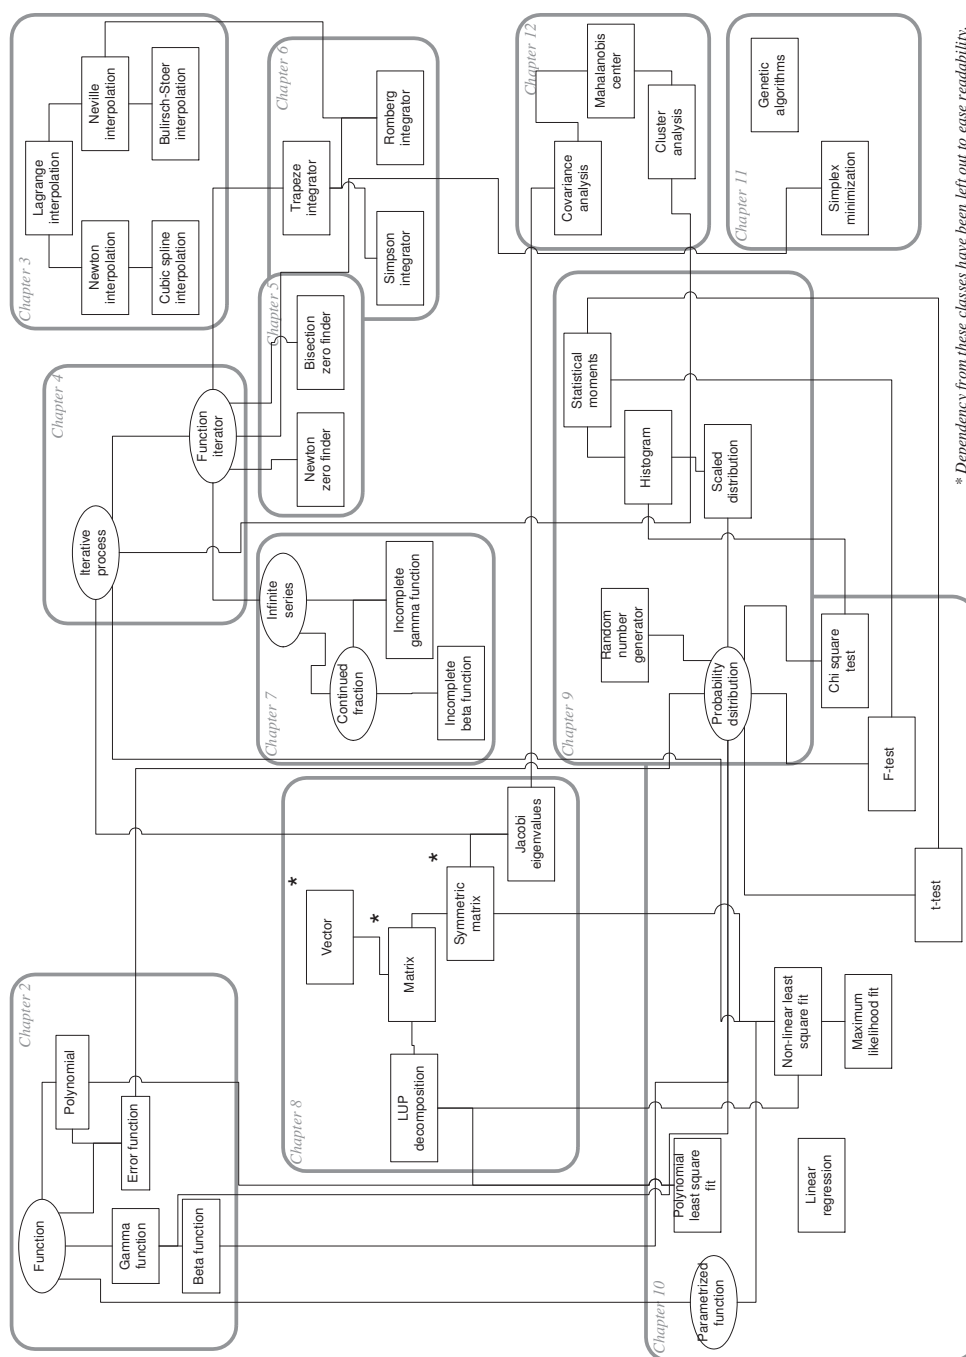 Chapter 2
Function
Polynomial
Error function
Gamma
function
Beta function
Chapter 4
Iterative
process
Function
iterator
Chapter 3
Lagrange
interpolation
Newton
interpolation
Neville
interpolation
Cubic spline
interpolation
Bulirsch-Stoer
interpolation
Chapter 8
Vector
Matrix
LUP
decomposition
Symmetric
matrix
Jacobi
eigenvalues
*
*
*
Chapter 7
Infinite
series
Continued
fraction
Incomplete
gamma function
Incomplete
beta function
Chapter 5
Newton
zero finder
Bisection
zero finder
Chapter 6
Trapeze
integrator
Simpson
integrator
Romberg
integrator
Chapter 9
Statistical
moments
Random
number
generator
Histogram
Probability
dsitribution
Scaled
distribution
Chapter 12
Covariance
analysis
Mahalanobis
center
Cluster
analysis
Chapter 10
Parametrized
function
Polynomial
least square
fit
Linear
regression
Non-linear least
square fit
Maximum
likelihood fit
t-test
F-test
Chi square
test
Chapter 11
Simplex
minimization
Genetic
algorithms
* Dependency from these classes have been left out to ease readability.